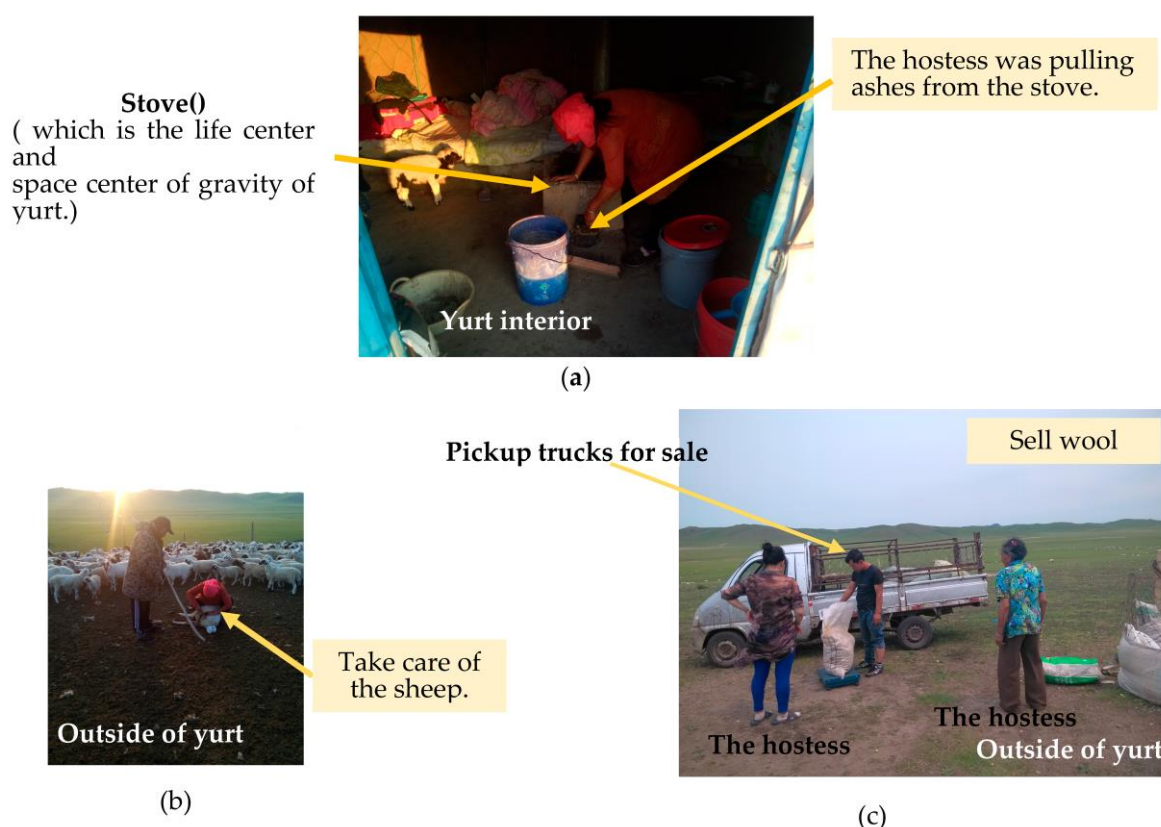 Stove()
( which is the life center
and
space center of gravity of
yurt.)
The hostess was pulling
ashes from the stove.
Yurt interior
(a)
Pickup trucks for sale
Sell wool
Take care of
the sheep.
Outside of yurt
The hostess
The hostess
Outside of yurt
(b)
(c)